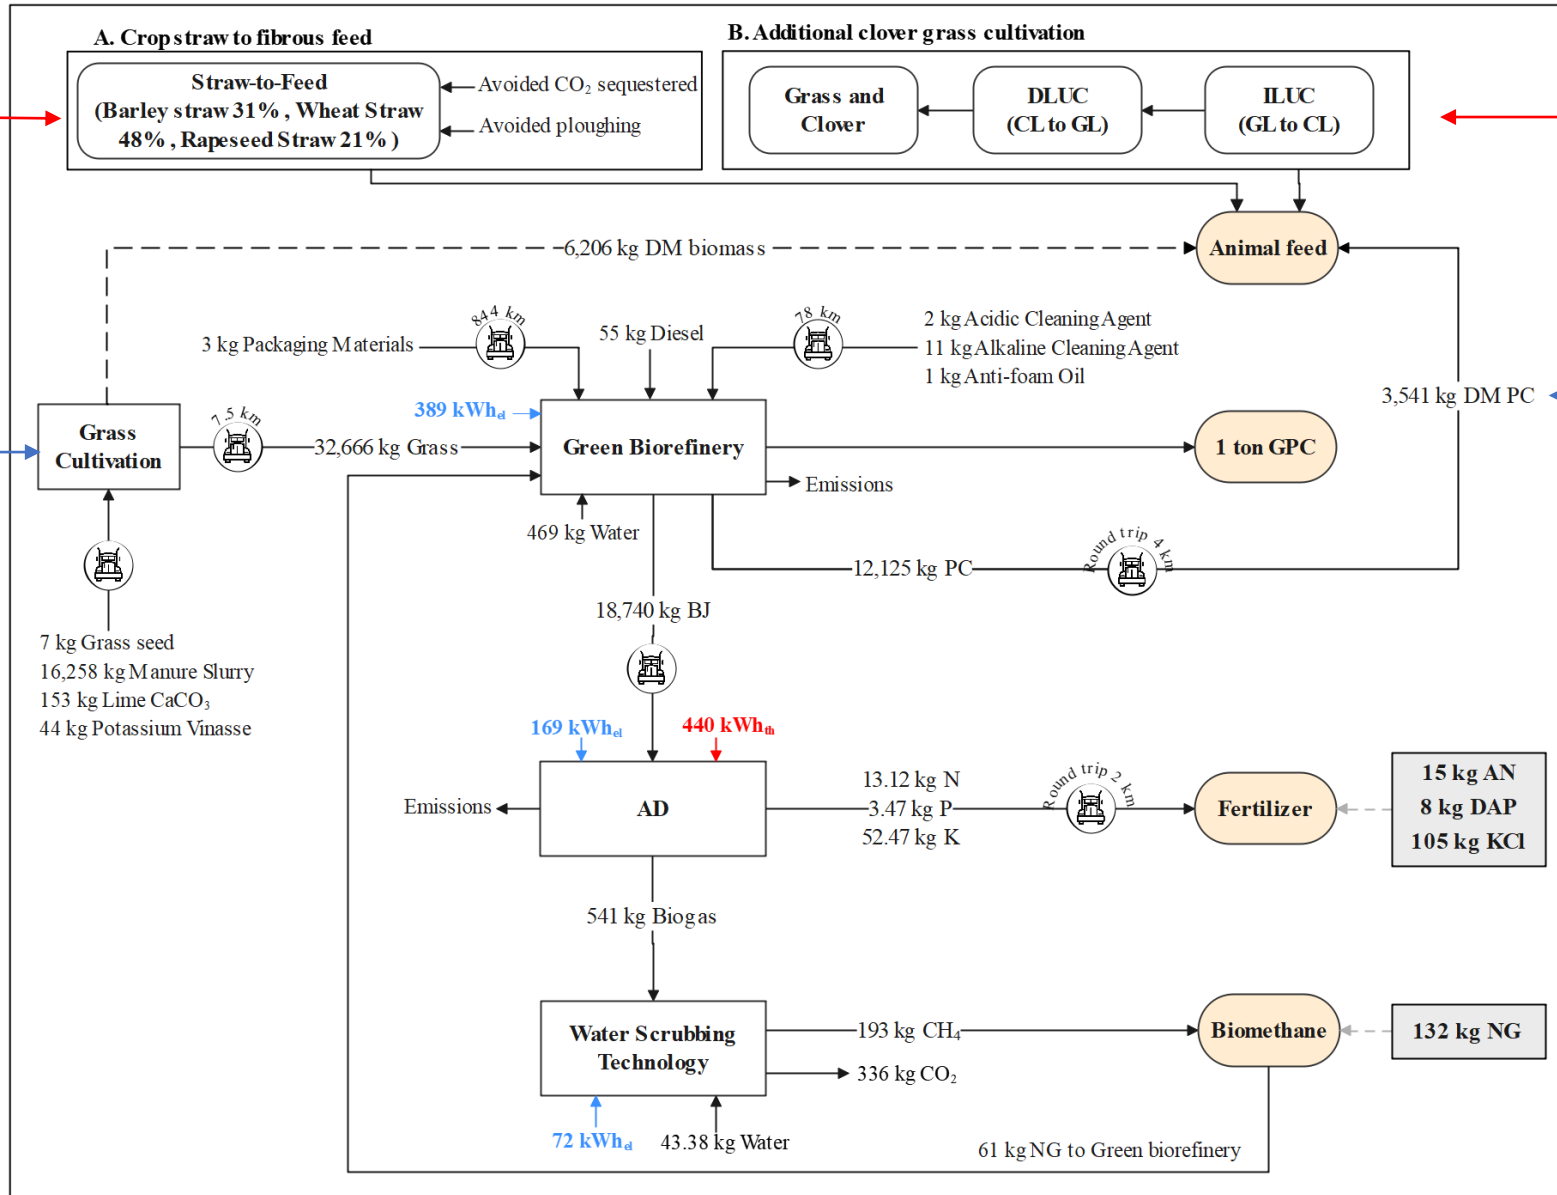 A. Crop straw to fibrous feed
B. Additional clover grass cultivation
Straw-to-Feed
(Barley straw 31% , Wheat Straw
48% , Rapeseed Straw 21% )
Avoided CO₂ sequestered
Avoided ploughing
Grass and
Clover
DLUC
(CL to GL)
ILUC
(GL to CL)
6,206 kg DM biomass
Animal feed
3 kg Packaging Materials
844 km
55 kg Diesel
78 km
2 kg Acidic Cleaning Agent
11 kg Alkaline Cleaning Agent
1 kg Anti-foam Oil
3,541 kg DM PC
389 kWhₑₗ
Grass
Cultivation
7.5 km
32,666 kg Grass
Green Biorefinery
1 ton GPC
Emissions
469 kg Water
12,125 kg PC
Round trip 4 km
18,740 kg BJ
7 kg Grass seed
16,258 kg Manure Slurry
153 kg Lime CaCO₃
44 kg Potassium Vinasse
169 kWhₑₗ
440 kWhₜₕ
Emissions
AD
13.12 kg N
3.47 kg P
52.47 kg K
Round trip 2 km
Fertilizer
15 kg AN
8 kg DAP
105 kg KCl
541 kg Biogas
Water Scrubbing
Technology
193 kg CH₄
336 kg CO₂
Biomethane
132 kg NG
72 kWhₑₗ
43.38 kg Water
61 kg NG to Green biorefinery